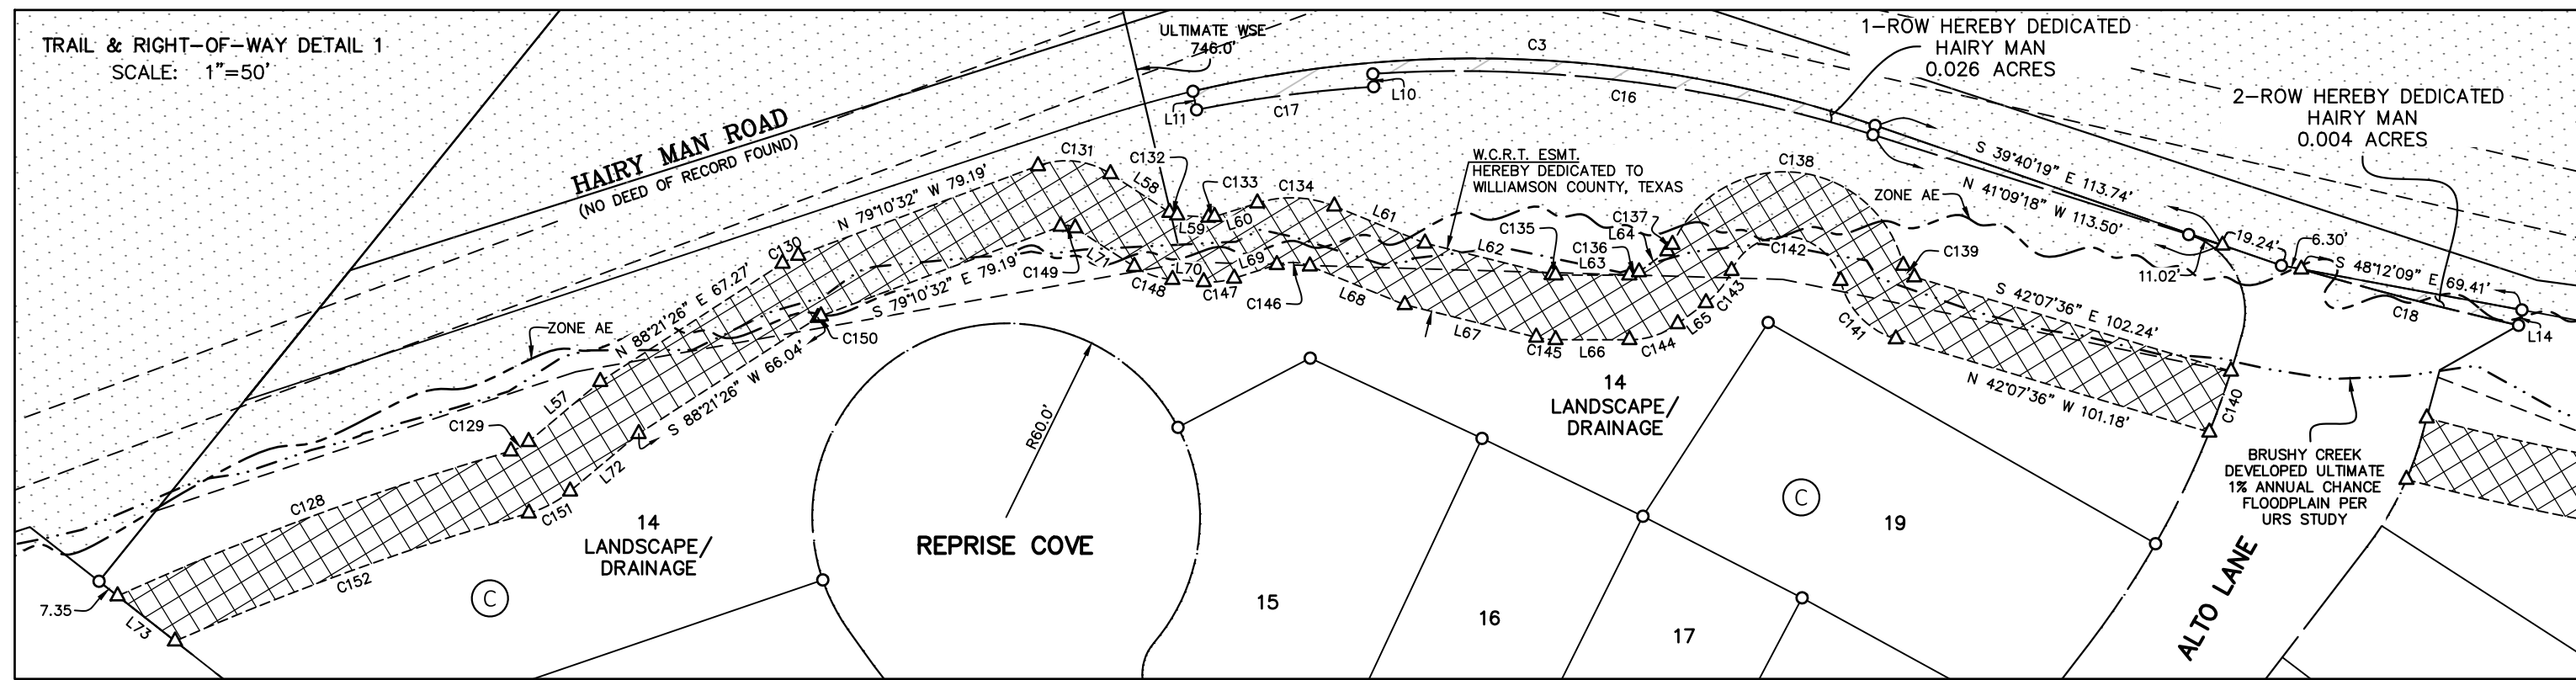 TRAIL & RIGHT-OF-WAY DETAIL 1
SCALE: 1"=50'
ULTIMATE WSE
746.0'
C3
1-ROW HEREBY DEDICATED
HAIRY MAN
0.026 ACRES
2-ROW HEREBY DEDICATED
HAIRY MAN
0.004 ACRES
HAIRY MAN ROAD
(NO DEED OF RECORD FOUND)
L11
C17
L10
C16
S 39°40'19" E 113.74'
N 41°09'18" W 113.50'
19.24'
6.30'
11.02'
S 48°12'09" E 69.41'
C18
L14
N 79°10'32" W 79.19'
C131
L58
C132
C133
C134
L59
L60
L61
W.C.R.T. ESMT.
HEREBY DEDICATED TO
WILLIAMSON COUNTY, TEXAS
C135
L62
C136
L63
L64
C137
C138
ZONE AE
C142
C139
S 42°07'36" E 102.24'
N 42°07'36" W 101.18'
C140
C141
C143
L65
C144
L66
C145
L67
L68
C146
L69
C147
L70
C148
L71
C149
S 79°10'32" E 79.19'
C130
N 88°21'26" E 67.27'
S 88°21'26" W 66.04'
C150
ZONE AE
L57
C129
L72
C151
C128
C152
7.35
L73
14
LANDSCAPE/
DRAINAGE
C
R60.0'
REPRISE COVE
14
LANDSCAPE/
DRAINAGE
C
15
16
17
19
BRUSHY CREEK
DEVELOPED ULTIMATE
1% ANNUAL CHANCE
FLOODPLAIN PER
URS STUDY
ALTO LANE